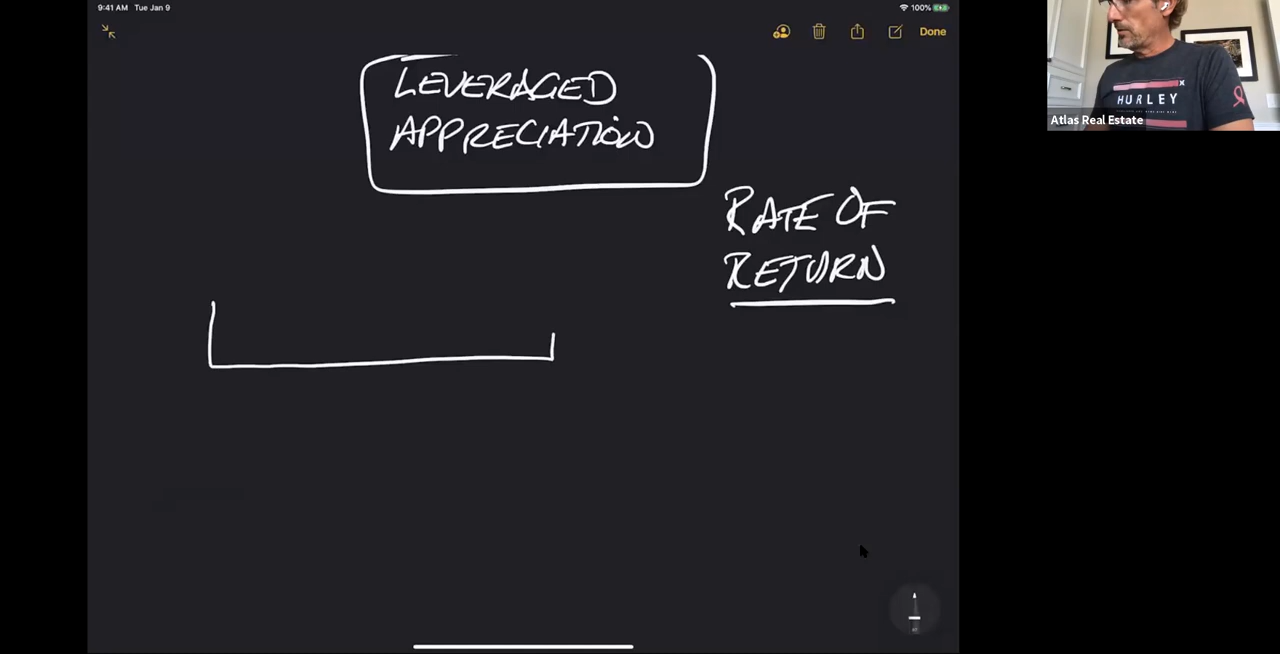 9:41 AM Tue Jan 9
100%
Done
LEVERAGED
APPRECIATION
RATE OF
RETURN
HURLEY
Atlas Real Estate